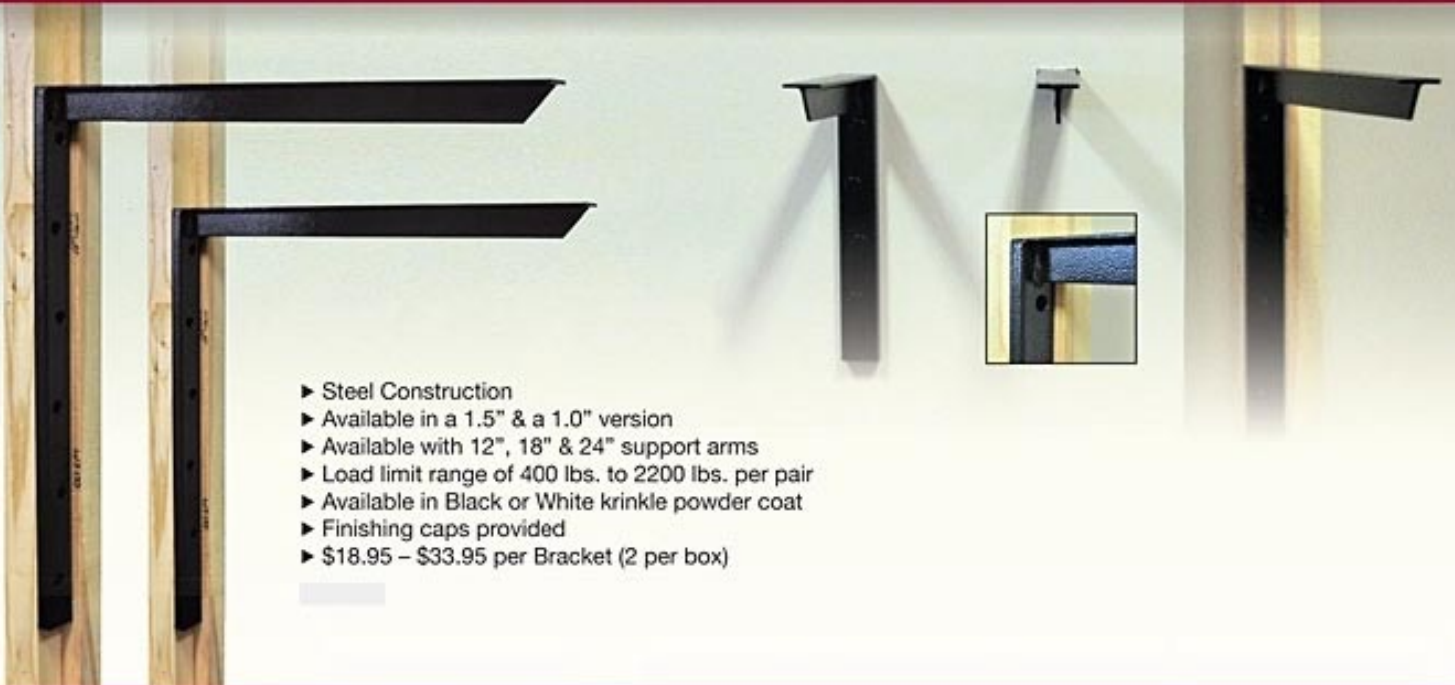 ► Steel Construction
► Available in a 1.5” & a 1.0” version
► Available with 12”, 18” & 24” support arms
► Load limit range of 400 lbs. to 2200 lbs. per pair
► Available in Black or White krinkle powder coat
► Finishing caps provided
► $18.95 – $33.95 per Bracket (2 per box)